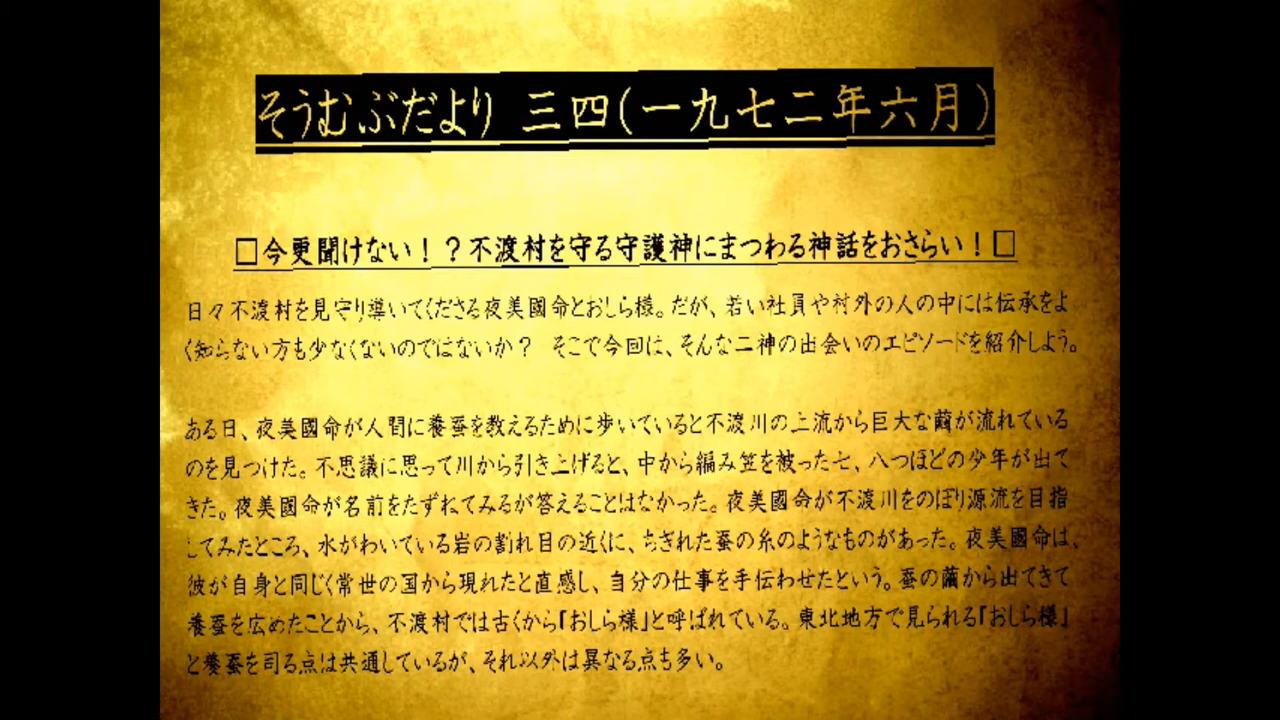 そうむぶだより 三四(一九七二年六月)
□今更聞けない！？不渡村を守る守護神にまつわる神話をおさらい！□
日々不渡村を見守り導いてくださる夜美國命とおしら様。だが、若い社員や村外の人の中には伝承をよ
く知らない方も少なくないのではないか？ そこで今回は、そんな二神の出会いのエピソードを紹介しよう。
ある日、夜美國命が人間に養蚕を教えるために歩いていると不渡川の上流から巨大な繭が流れている
のを見つけた。不思議に思って川から引き上げると、中から編み笠を被った七、八つほどの少年が出て
きた。夜美國命が名前をたずねてみるが答えることはなかった。夜美國命が不渡川をのぼり源流を目指
してみたところ、水がわいている岩の割れ目の近くに、ちぎれた蚕の糸のようなものがあった。夜美國命は、
彼が自身と同じく常世の国から現れたと直感し、自分の仕事を手伝わせたという。蚕の繭から出てきて
養蚕を広めたことから、不渡村では古くから「おしら様」と呼ばれている。東北地方で見られる「おしら様」
と養蚕を司る点は共通しているが、それ以外は異なる点も多い。